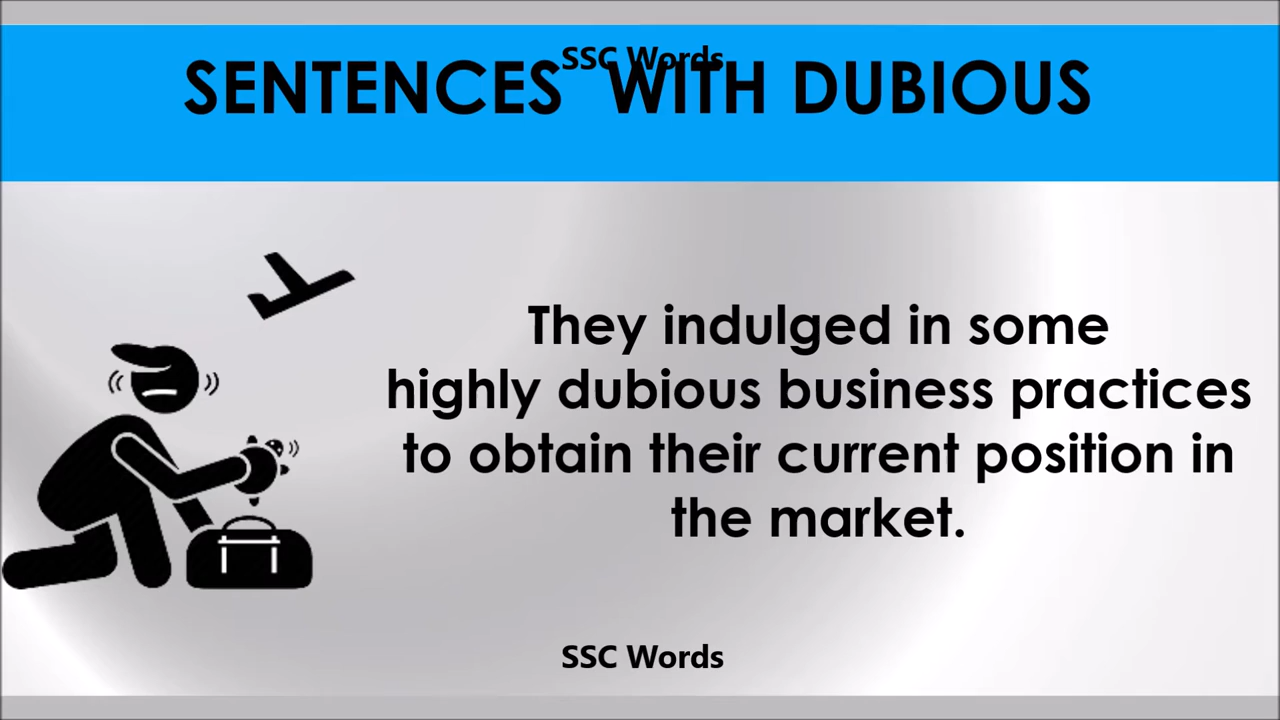 SSC Words
SENTENCES WITH DUBIOUS
They indulged in some
highly dubious business practices
to obtain their current position in
the market.
SSC Words